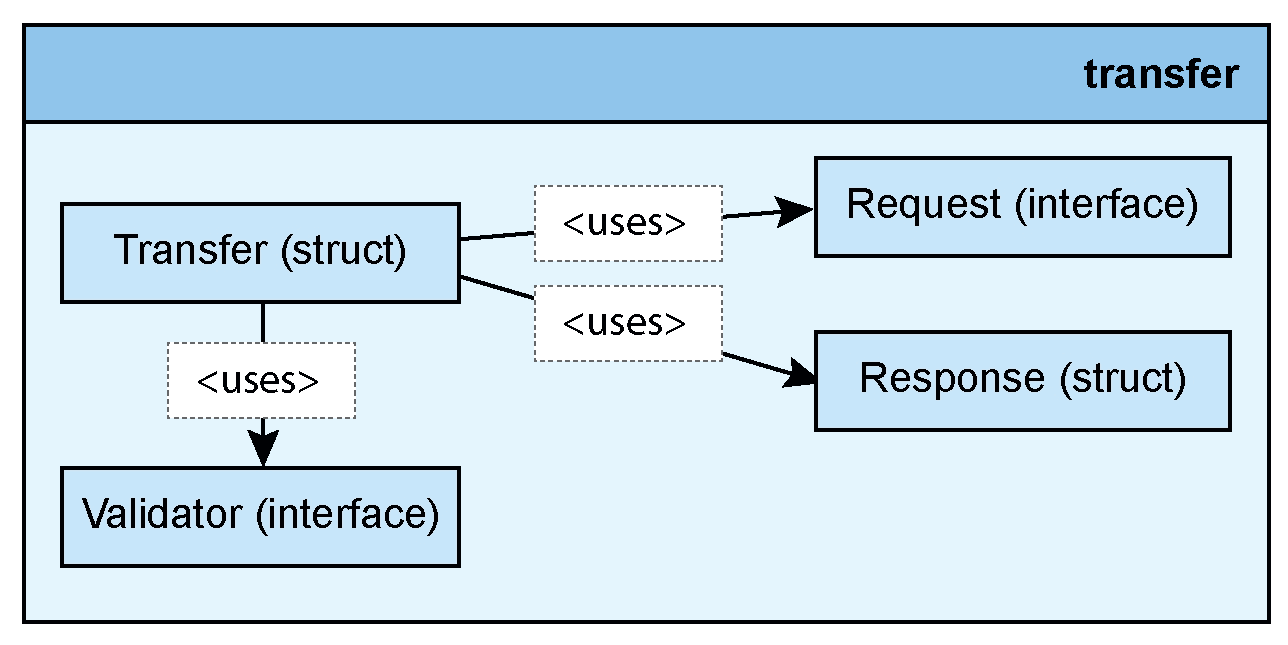 transfer
Transfer (struct)
<uses>
Request (interface)
<uses>
Response (struct)
<uses>
Validator (interface)